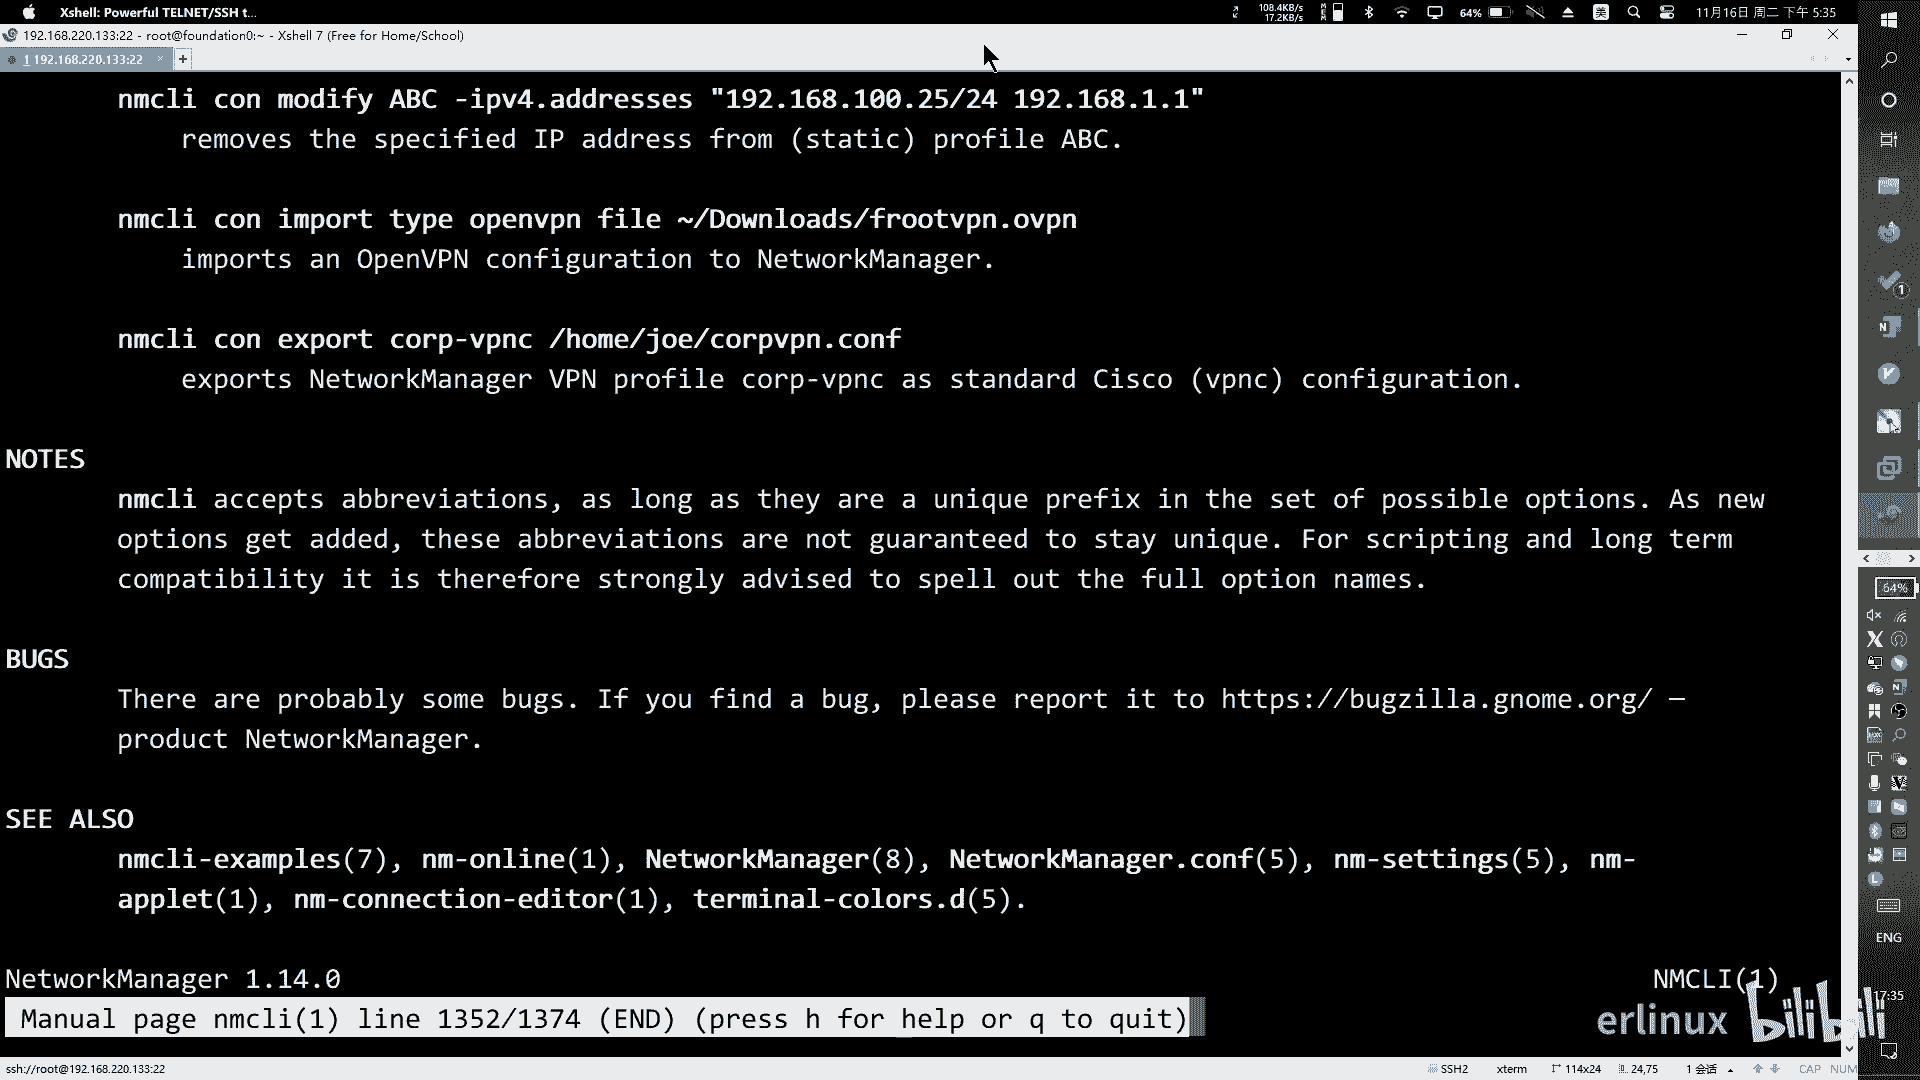 Xshell: Powerful TELNET/SSH t...
108.4KB/s
17.2KB/s
64%
美
11月16日 周二 下午 5:35
192.168.220.133:22 - root@foundation0:~ - Xshell 7 (Free for Home/School)
1 192.168.220.133:22
nmcli con modify ABC -ipv4.addresses "192.168.100.25/24 192.168.1.1"
removes the specified IP address from (static) profile ABC.
nmcli con import type openvpn file ~/Downloads/frootvpn.ovpn
imports an OpenVPN configuration to NetworkManager.
nmcli con export corp-vpnc /home/joe/corpvpn.conf
exports NetworkManager VPN profile corp-vpnc as standard Cisco (vpnc) configuration.
NOTES
nmcli accepts abbreviations, as long as they are a unique prefix in the set of possible options. As new
options get added, these abbreviations are not guaranteed to stay unique. For scripting and long term
compatibility it is therefore strongly advised to spell out the full option names.
BUGS
There are probably some bugs. If you find a bug, please report it to https://bugzilla.gnome.org/ —
product NetworkManager.
SEE ALSO
nmcli-examples(7), nm-online(1), NetworkManager(8), NetworkManager.conf(5), nm-settings(5), nm-
applet(1), nm-connection-editor(1), terminal-colors.d(5).
NetworkManager 1.14.0 NMCLI(1)
Manual page nmcli(1) line 1352/1374 (END) (press h for help or q to quit)
erlinux bilibili
ssh://root@192.168.220.133:22
SSH2 xterm 114x24 24,75 1 会话 CAP NUM
64%
ENG
17:35